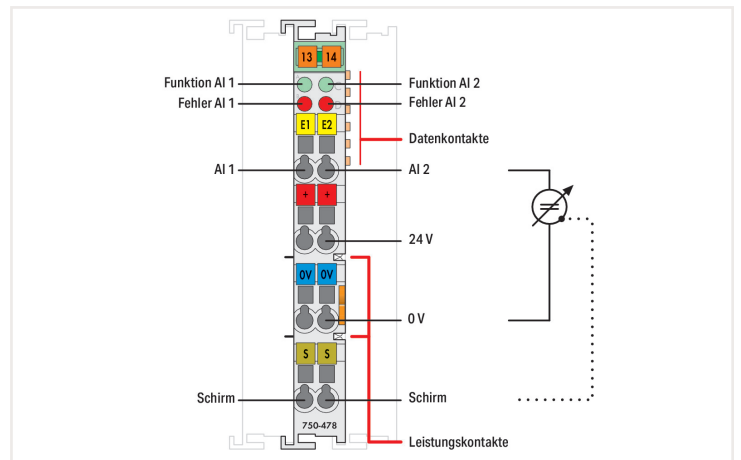 13 14
Funktion AI 1
Funktion AI 2
Fehler AI 1
Fehler AI 2
E1 E2
Datenkontakte
AI 1
AI 2
+ +
24 V
0V 0V
0 V
S S
Schirm
Schirm
750-478
Leistungskontakte